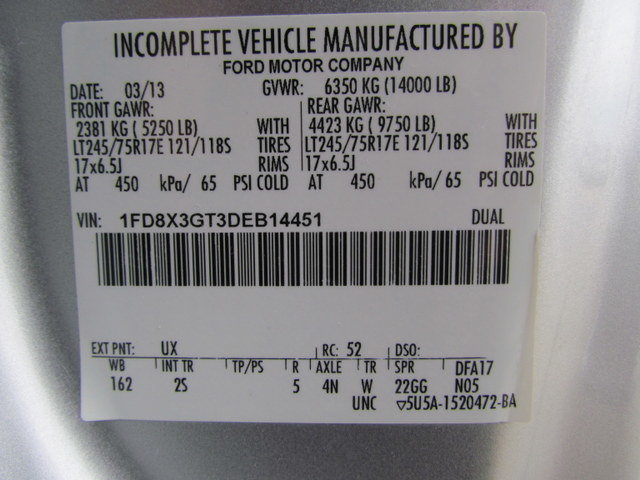 INCOMPLETE VEHICLE MANUFACTURED BY
FORD MOTOR COMPANY
DATE: 03/13 GVWR: 6350 KG (14000 LB)
FRONT GAWR: REAR GAWR:
2381 KG ( 5250 LB) WITH 4423 KG ( 9750 LB) WITH
LT245/75R17E 121/118S TIRES LT245/75R17E 121/118S TIRES
17x6.5J RIMS 17x6.5J RIMS
AT 450 kPa/ 65 PSI COLD AT 450 kPa/ 65 PSI COLD
VIN: 1FD8X3GT3DEB14451 DUAL
EXT PNT: UX RC: 52 DSO:
WB INT TR TP/PS R AXLE TR SPR DFA17
162 2S 5 4N W 22GG N05
UNC ▽5U5A-1520472-BA